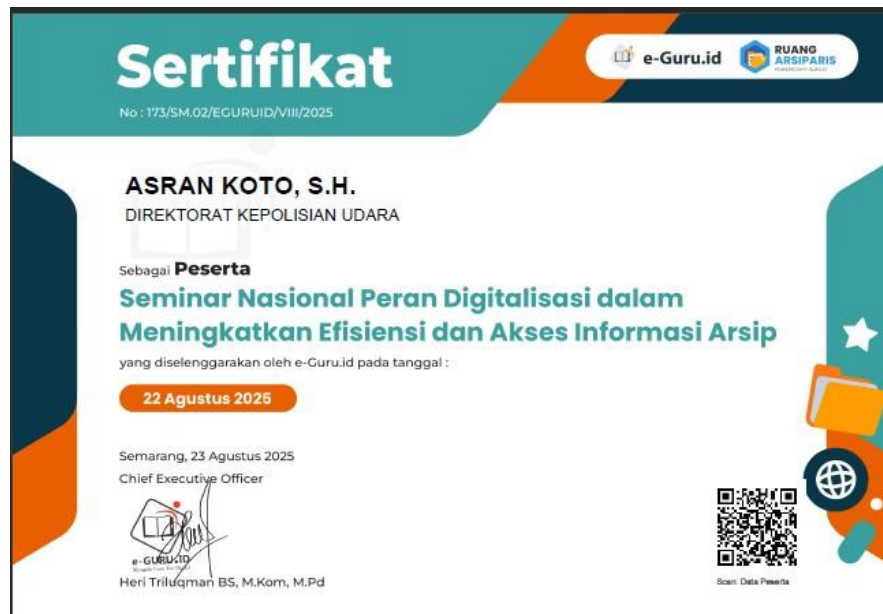 Sertifikat
e-Guru.id
RUANG
ARSIPARIS
No : 173/SM.02/EGURUID/VIII/2025
ASRAN KOTO, S.H.
DIREKTORAT KEPOLISIAN UDARA
Sebagai Peserta
Seminar Nasional Peran Digitalisasi dalam
Meningkatkan Efisiensi dan Akses Informasi Arsip
yang diselenggarakan oleh e-Guru.id pada tanggal :
22 Agustus 2025
Semarang, 23 Agustus 2025
Chief Executive Officer
e-GURU.ID
Heri Triluqman BS, M.Kom, M.Pd
Scan: Data Peserta